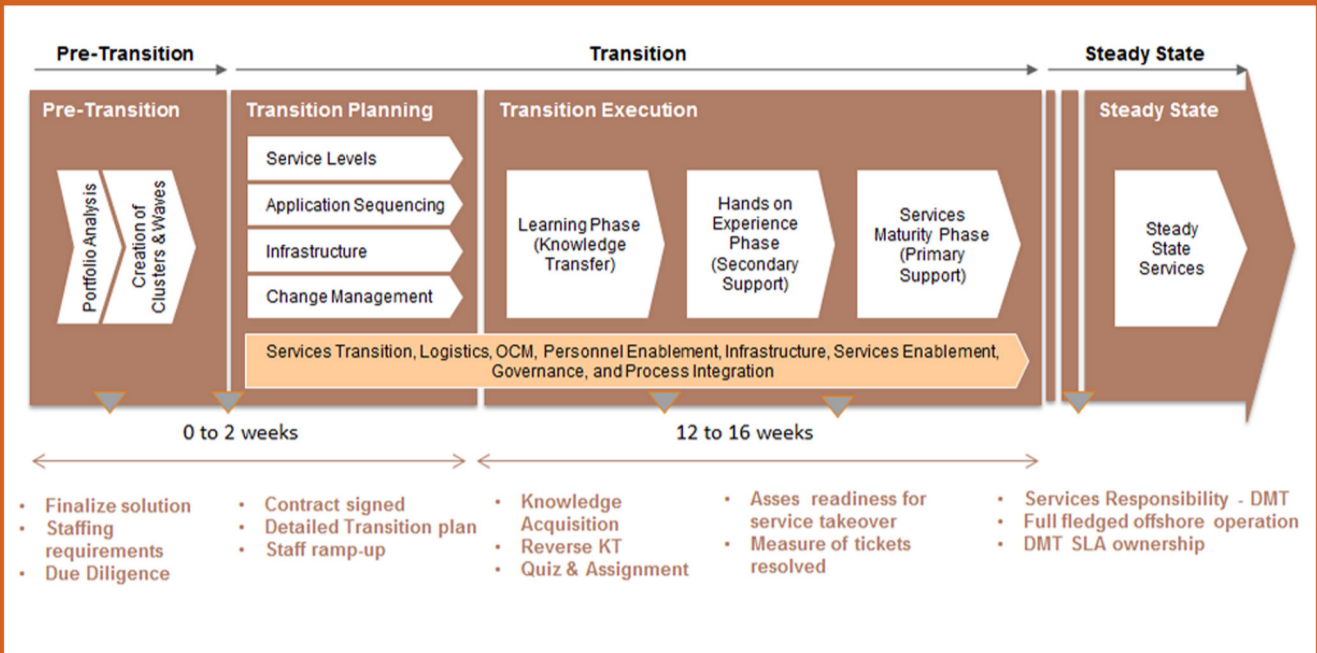 Pre-Transition
Transition
Steady State
Pre-Transition
Transition Planning
Transition Execution
Steady State
Portfolio Analysis
Creation of
Clusters & Waves
Service Levels
Application Sequencing
Infrastructure
Change Management
Learning Phase
(Knowledge
Transfer)
Hands on
Experience
Phase
(Secondary
Support)
Services
Maturity Phase
(Primary
Support)
Steady
State
Services
Services Transition, Logistics, OCM, Personnel Enablement, Infrastructure, Services Enablement,
Governance, and Process Integration
0 to 2 weeks
12 to 16 weeks
• Finalize solution
• Staffing
requirements
• Due Diligence
• Contract signed
• Detailed Transition plan
• Staff ramp-up
• Knowledge
Acquisition
• Reverse KT
• Quiz & Assignment
• Asses readiness for
service takeover
• Measure of tickets
resolved
• Services Responsibility - DMT
• Full fledged offshore operation
• DMT SLA ownership